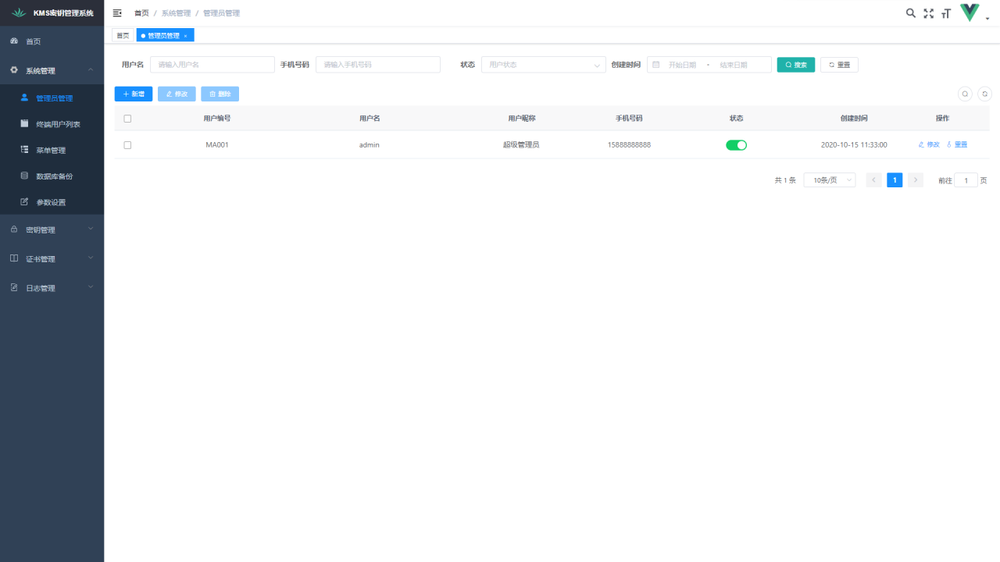 KMS密钥管理系统
首页 / 系统管理 / 管理员管理
首页
管理员管理 ×
首页
系统管理
管理员管理
终端用户列表
菜单管理
数据库备份
参数设置
密钥管理
证书管理
日志管理
用户名 请输入用户名 手机号码 请输入手机号码 状态 用户状态 创建时间 开始日期 - 结束日期 搜索 重置
新增 修改 删除
用户编号 用户名 用户昵称 手机号码 状态 创建时间 操作
MA001 admin 超级管理员 15888888888 2020-10-15 11:33:00 修改 重置
共 1 条 10条/页 1 前往 1 页